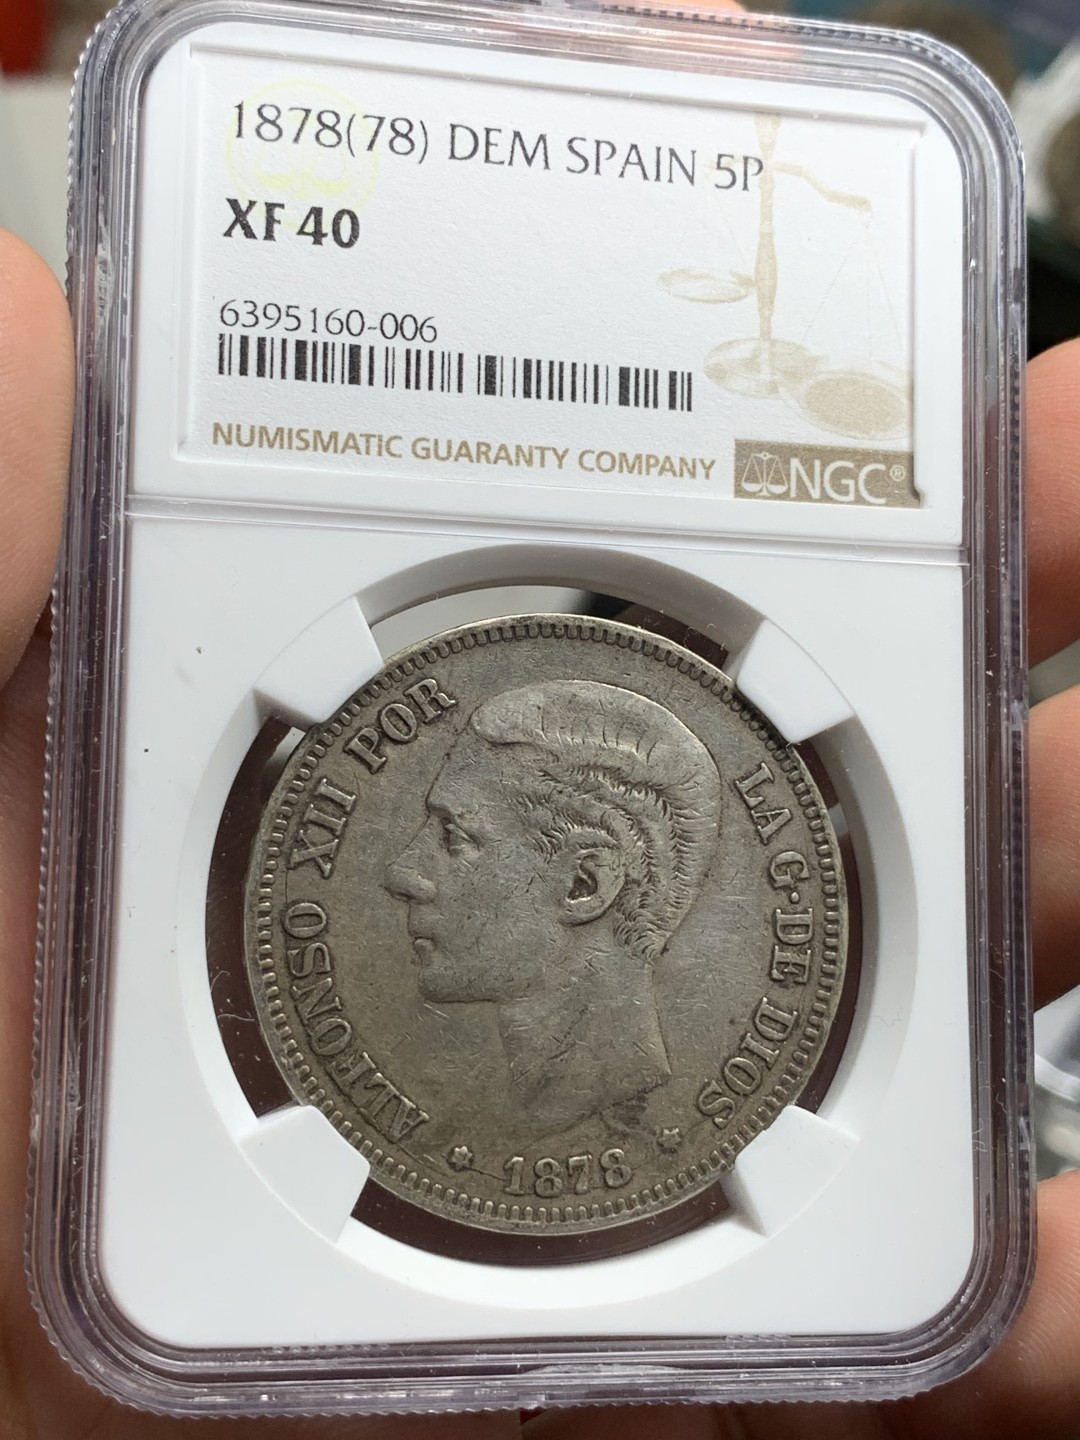 1878(78) DEM SPAIN 5P
XF 40
6395160-006
NUMISMATIC GUARANTY COMPANY
NGC®
ALFONSO XII POR
LA G·DE DIOS
* 1878 *